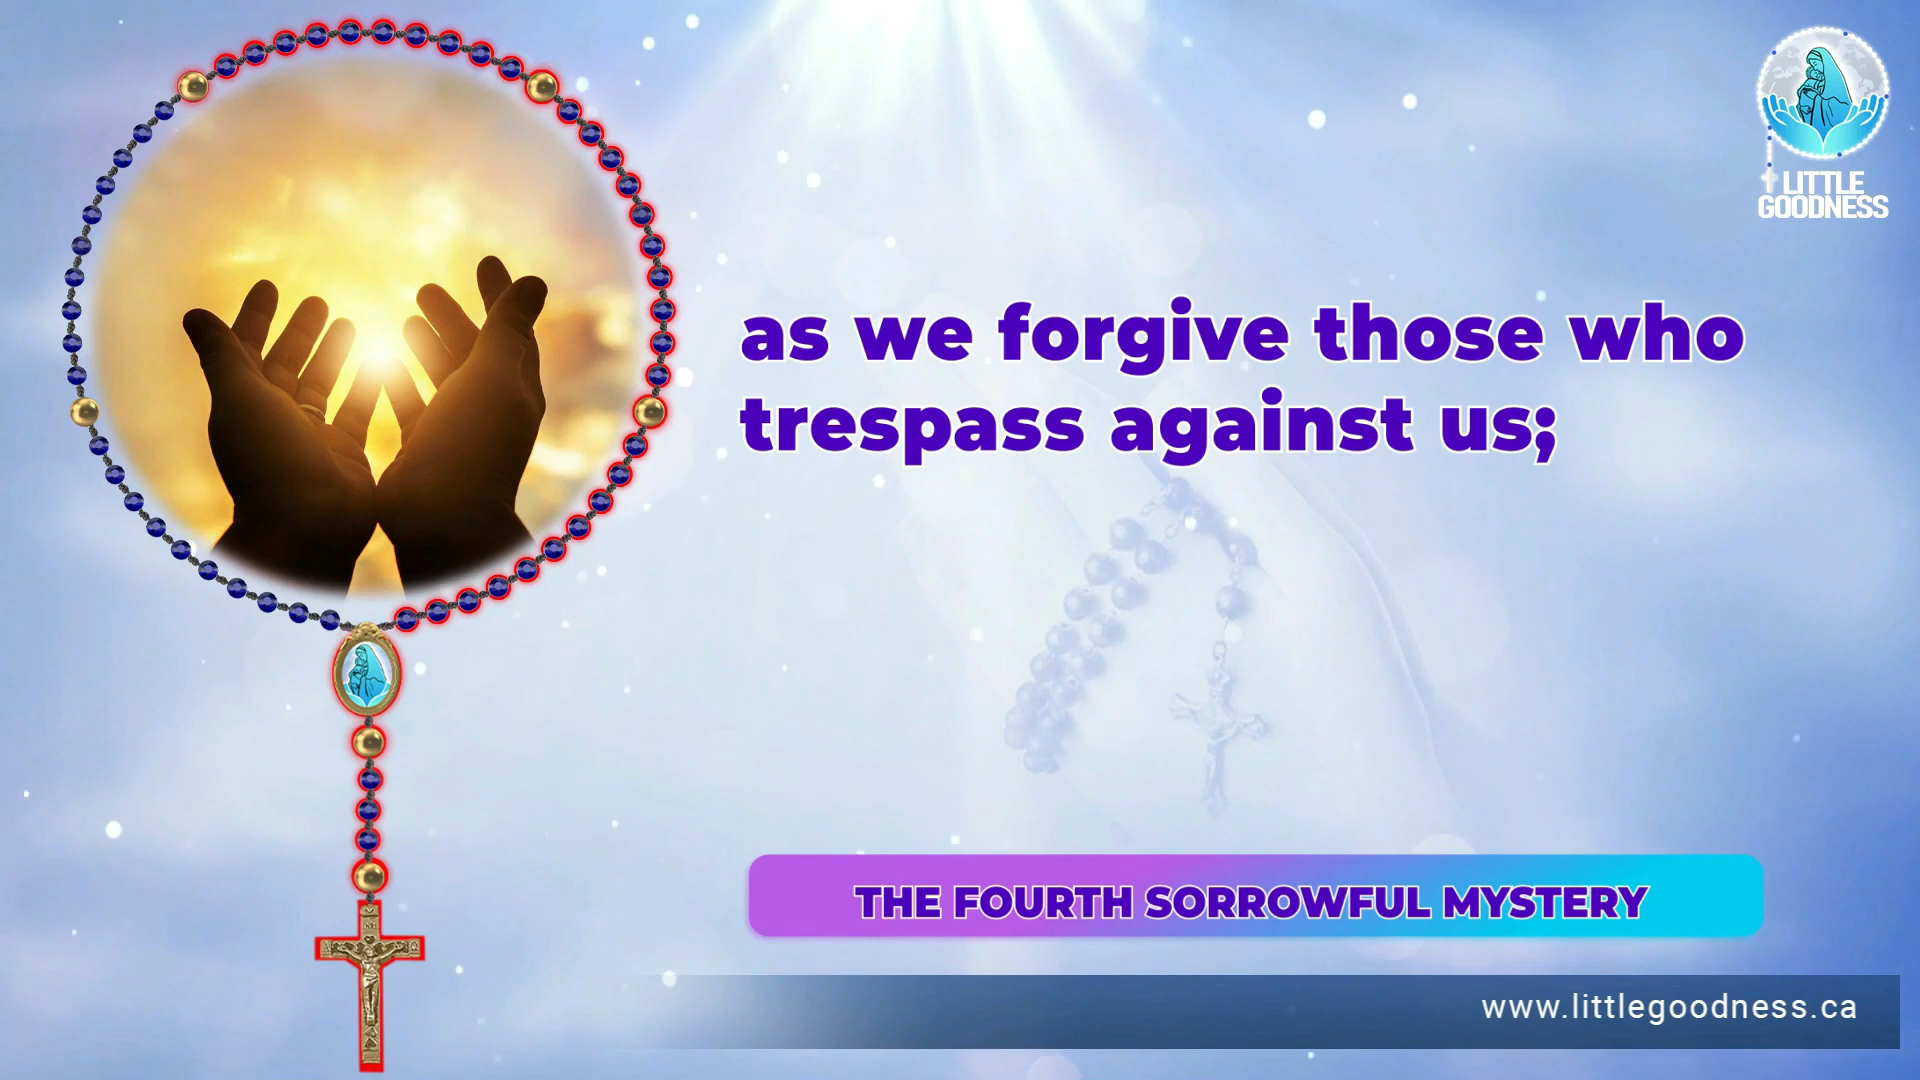 LITTLE
GOODNESS
as we forgive those who
trespass against us;
THE FOURTH SORROWFUL MYSTERY
www.littlegoodness.ca